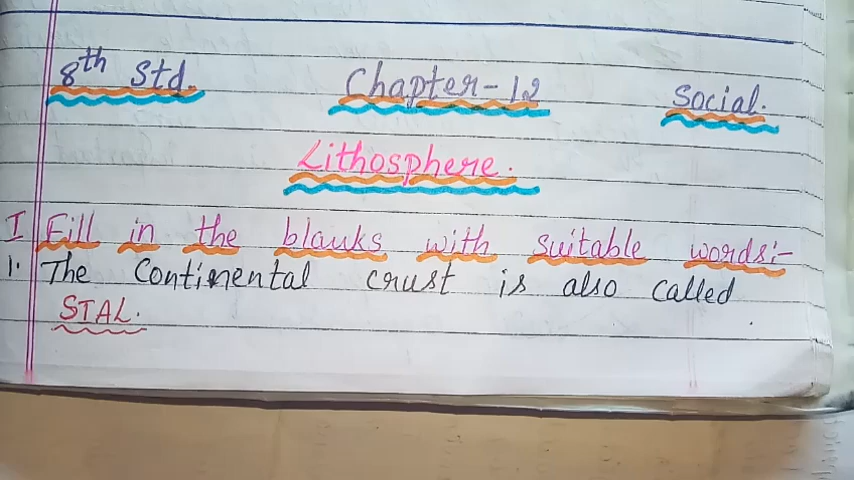 8th Std. Chapter-12 Social.
Lithosphere.
I Fill in the blanks with suitable words:-
1. The Continental crust is also called
STAL.